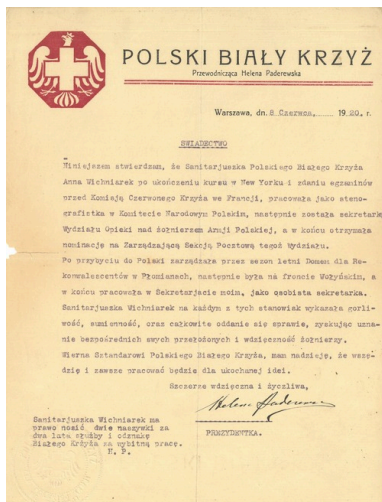 POLSKI BIAŁY KRZYŻ
Przewodnicząca Helena Paderewska
Warszawa, dn. 8 Czerwca, 1920.
ŚWIADECTWO
Niniejszem stwierdzam, że Sanitarjuszka Polskiego Białego Krzyża
Anna Wichniarek po ukończeniu kursu w New Yorku i zdaniu egzaminów
przed Komisją Czerwonego Krzyża we Francji, pracowała jako steno-
grafistka w Komitecie Narodowym Polskim, następnie została sekretarką
Wydziału Opieki nad żołnierzem Armji Polskiej, a w końcu otrzymała
nominację na Zarządzającą Sekcją Pocztową tegoż Wydziału.
Po przybyciu do Polski zarządzała przez sezon letni Domem dla Re-
konwalescentów w Płomianach, następnie była na froncie Wołyńskim, a
w końcu pracowała w Sekretarjacie moim, jako osobista sekretarka.
Sanitarjuszka Wichniarek na każdym z tych stanowisk wykazała gorli-
wość, sumienność, oraz całkowite oddanie się sprawie, zyskując uzna-
nie bezpośrednich swych przełożonych i wdzięczność żołnierzy.
Wierna Sztandarowi Polskiego Białego Krzyża, mam nadzieję, że wszę-
dzie i zawsze pracować będzie dla ukochanej idei.
Szczerze wdzięczna i życzliwa,
Helena Paderewska
PREZYDENTKA.
Sanitarjuszka Wichniarek ma
prawo nosić dwie naszywki za
dwa lata służby i odznakę
Białego Krzyża za wybitną pracę.
H. P.